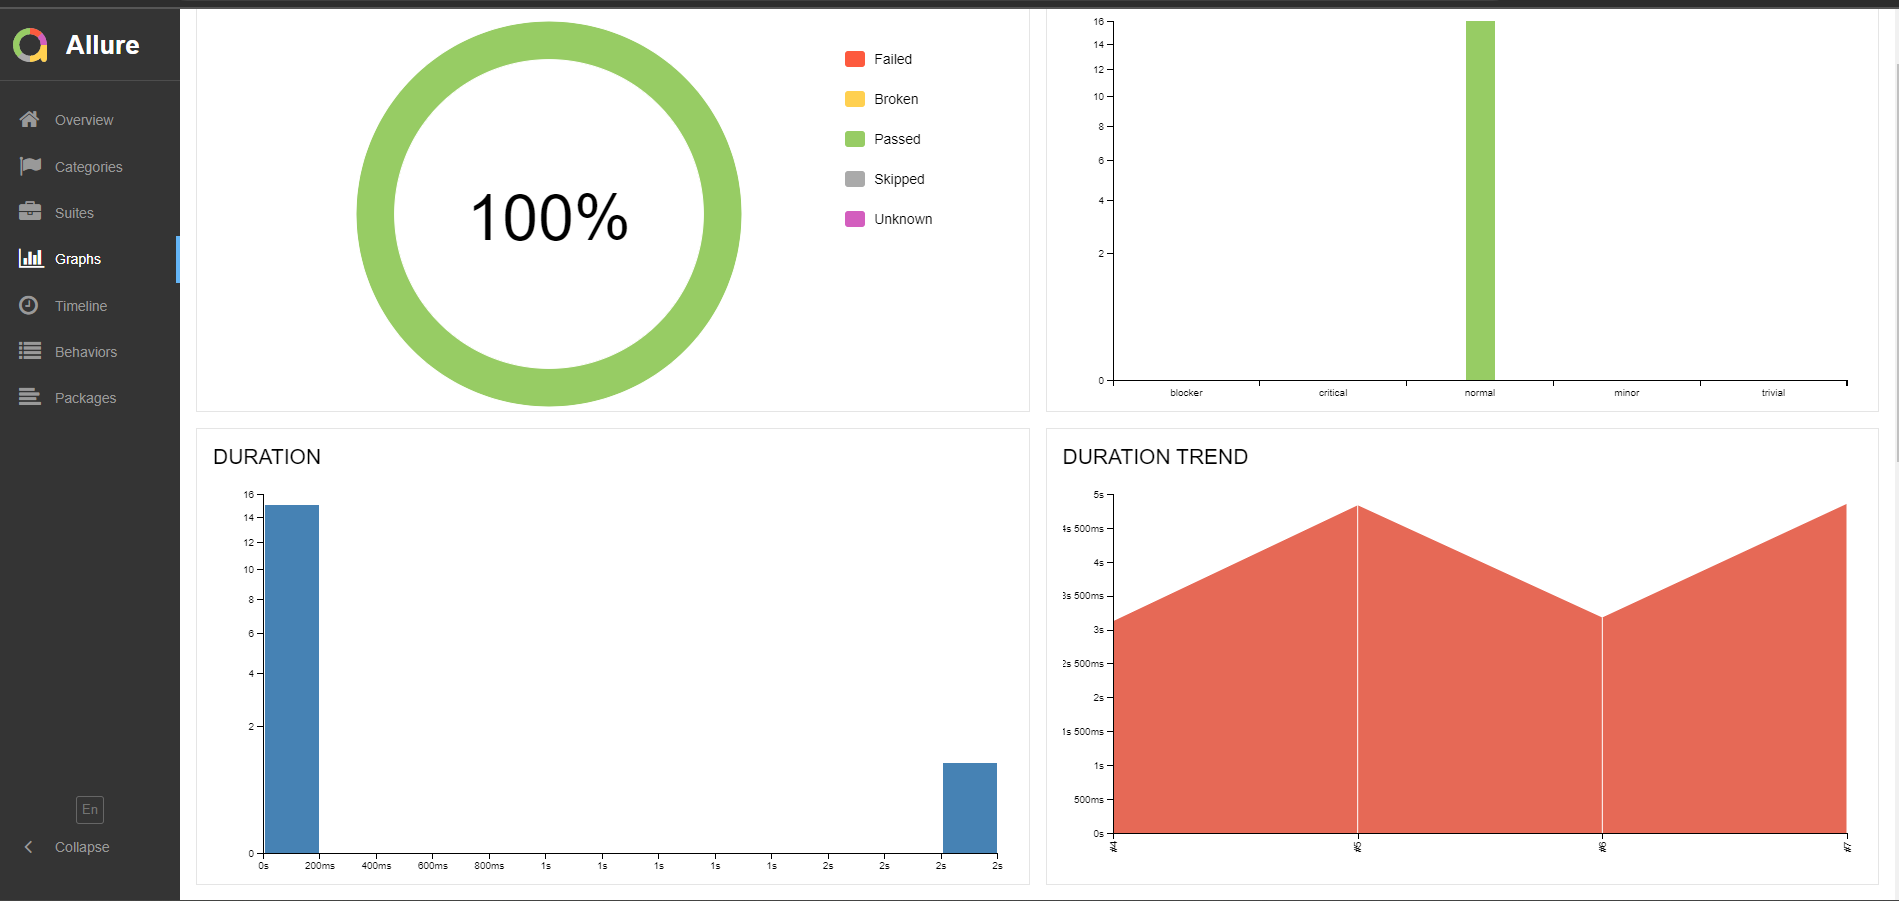 Allure
Overview
Categories
Suites
Graphs
Timeline
Behaviors
Packages
En
Collapse
100%
Failed
Broken
Passed
Skipped
Unknown
16
14
12
10
8
6
4
2
0
blocker critical normal minor trivial
DURATION
16
14
12
10
8
6
4
2
0
0s 200ms 400ms 600ms 800ms 1s 1s 1s 1s 1s 2s 2s 2s 2s
DURATION TREND
5s
4s 500ms
4s
3s 500ms
3s
2s 500ms
2s
1s 500ms
1s
500ms
0s
#4 #5 #6 #7